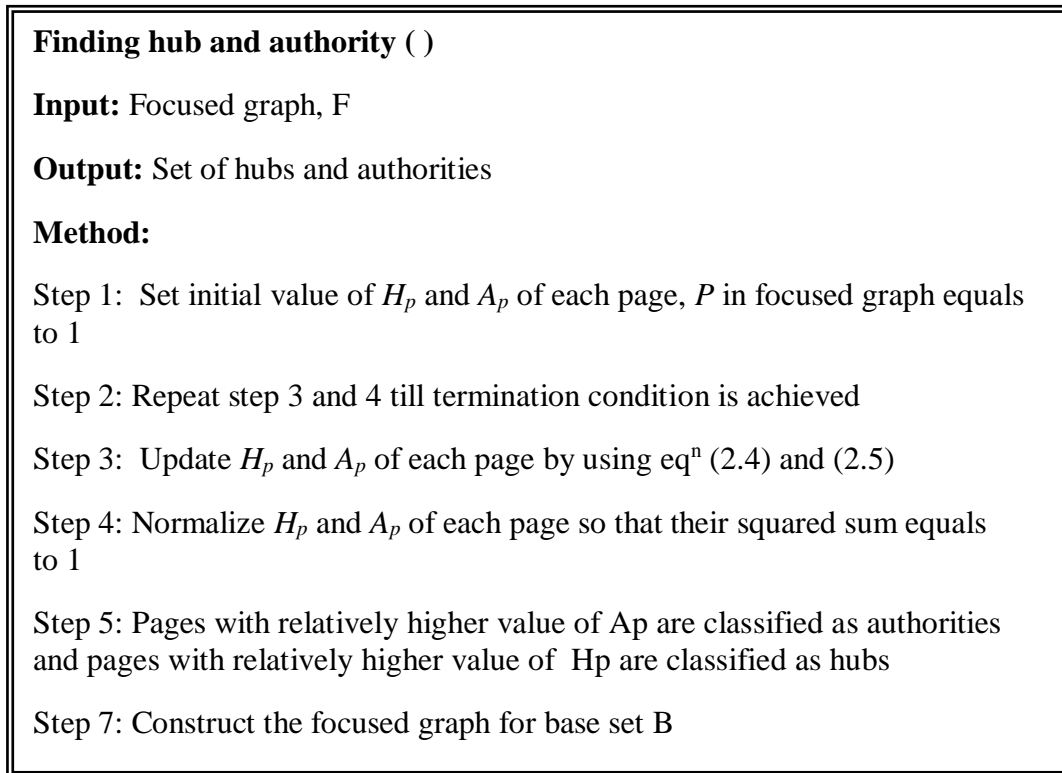 Finding hub and authority ( )
Input: Focused graph, F
Output: Set of hubs and authorities
Method:
Step 1:  Set initial value of Hp and Ap of each page, P in focused graph equals
to 1
Step 2: Repeat step 3 and 4 till termination condition is achieved
Step 3:  Update Hp and Ap of each page by using eqn (2.4) and (2.5)
Step 4: Normalize Hp and Ap of each page so that their squared sum equals
to 1
Step 5: Pages with relatively higher value of Ap are classified as authorities
and pages with relatively higher value of  Hp are classified as hubs
Step 7: Construct the focused graph for base set B